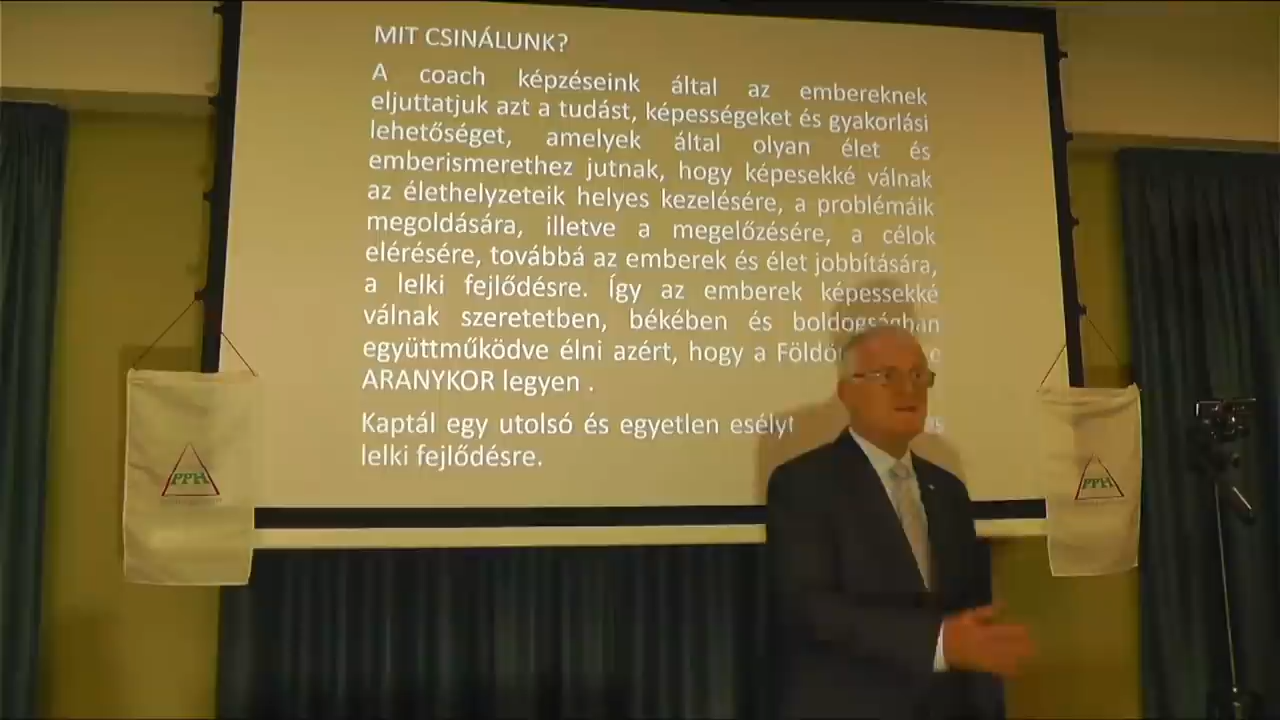 MIT CSINÁLUNK?
A coach képzéseink által az embereknek
eljuttatjuk azt a tudást, képességeket és gyakorlási
lehetőséget, amelyek által olyan élet és
emberismerethez jutnak, hogy képesekké válnak
az élethelyzeteik helyes kezelésére, a problémáik
megoldására, illetve a megelőzésére, a célok
elérésére, továbbá az emberek és élet jobbítására,
a lelki fejlődésre. Így az emberek képessekké
válnak szeretetben, békében és boldogságban
együttműködve élni azért, hogy a
ARANYKOR legyen .
Kaptál egy utolsó és egyetlen esélyt
lelki fejlődésre.
PPH
PPH